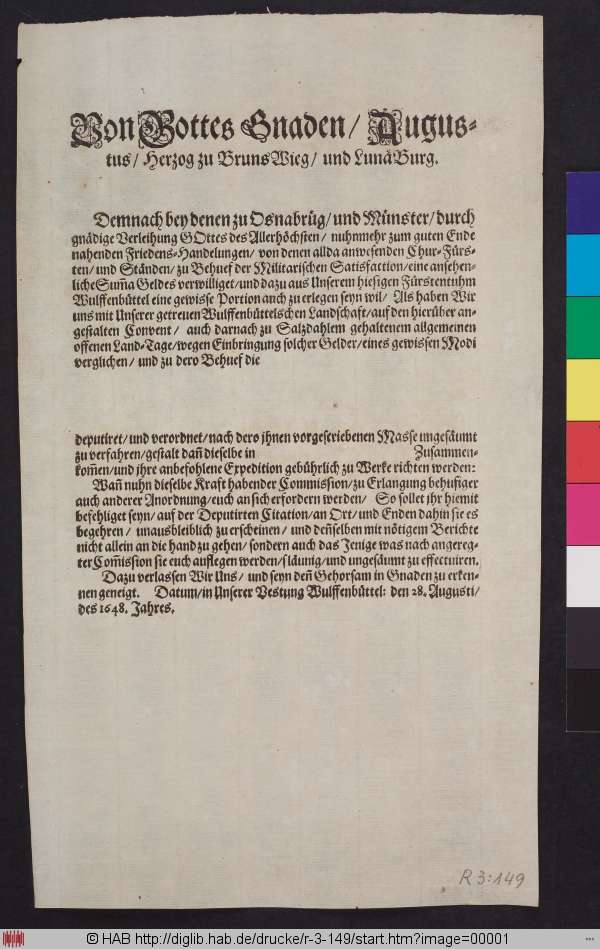 Von Gottes Gnaden / Augus-
tus / Herzog zu BrunsWieg / und LunäBurg.
Demnach bey denen zu Osnabrüg / und Münster / durch
gnädige Verleihung GOttes des Allerhöchsten / nuhnmehr zum guten Ende
nahenden Friedens-Handelungen / von denen allda anwesenden Chur-Fürs-
ten / und Ständen / zu Behuef der Militarischen Satisfattion / eine ansehen-
liche Sum̃a Geldes verwilliget / und dazu aus Unserem hiesigen Fürstentuhm
Wulffenbüttel eine gewisse Portion auch zu erlegen seyn wil / Als haben Wir
uns mit Unserer getreuen Wulffenbüttelschen Landschaft / auf den hierüber an-
gestalten Convent / auch darnach zu Salzdahlem gehaltenem allgemeinen
offenen Land-Tage / wegen Einbringung solcher Gelder / eines gewissen Modi
verglichen / und zu dero Behuef die
deputiret / und verordnet / nach dero jhnen vorgeschriebenen Masse ungesäumt
zu verfahren / gestalt dañ dieselbe in Zusammen-
kom̃en / und jhre anbefohlene Expedition gebührlich zu Werke richten werden:
Wañ nuhn dieselbe Kraft habender Commission / zu Erlangung behufiger
auch anderer Anordnung / euch an sich erfordern werden / So sollet jhr hiemit
befehliget seyn / auf der Deputirten Citation / an Ort / und Enden dahin sie es
begehren / unausbleiblich zu erscheinen / und deñselben mit nötigem Berichte
nicht allein an die hand zu gehen / sondern auch das Jenige was nach angereg-
ter Com̃ission sie euch auflegen werden / släunig / und ungesäumt zu effectuiren.
Dazu verlassen Wir Uns / und seyn deñ Gehorsam in Gnaden zu erken-
nen geneigt. Datum / in Unserer Vestung Wulffenbüttel: den 28. Augusti /
des 1648. Jahres.
R 3:149
© HAB http://diglib.hab.de/drucke/r-3-149/start.htm?image=00001